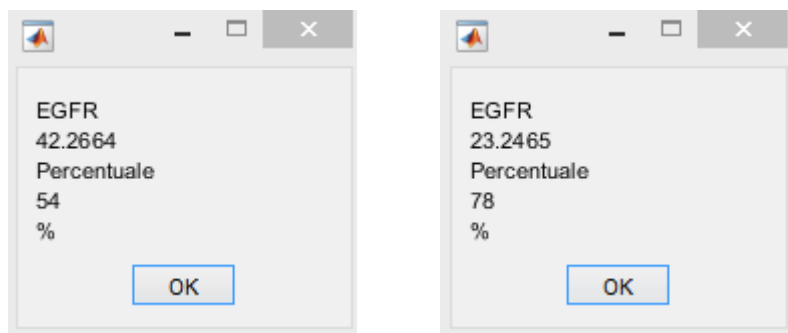 EGFR
42.2664
Percentuale
54
%
OK
EGFR
23.2465
Percentuale
78
%
OK